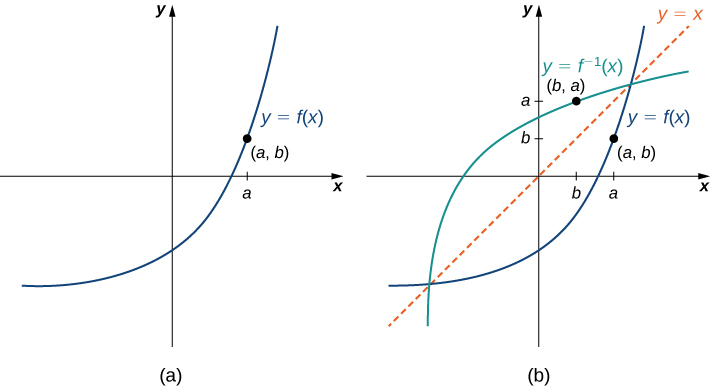 y
y = f(x)
(a, b)
a
x
(a)
y
y = x
y = f⁻¹(x)
(b, a)
a
b
y = f(x)
(a, b)
b
a
x
(b)